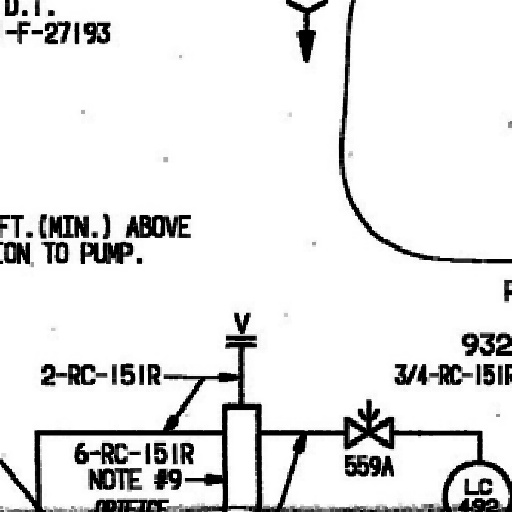 D.T.
-F-27193
FT.(MIN.) ABOVE
ION TO PUMP.
V
932
2-RC-151R
3/4-RC-151R
6-RC-151R
559A
NOTE #9
LC
492
ORIFICE